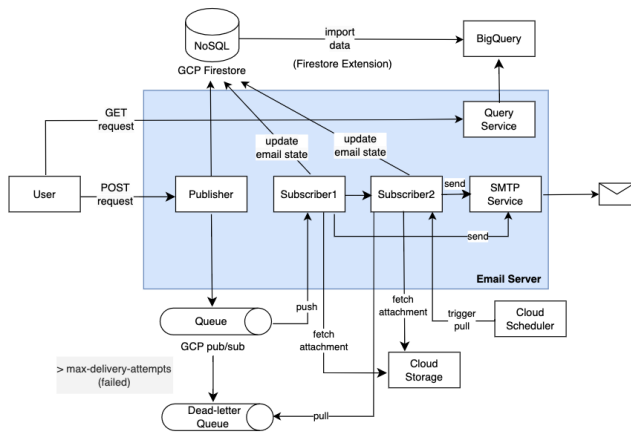 NoSQL
GCP Firestore
import
data
(Firestore Extension)
BigQuery
GET
request
Query
Service
update
email state
update
email state
User
POST
request
Publisher
Subscriber1
Subscriber2
send
SMTP
Service
send
Email Server
Queue
push
GCP pub/sub
fetch
attachment
fetch
attachment
trigger
pull
Cloud
Scheduler
> max-delivery-attempts
(failed)
Cloud
Storage
Dead-letter
Queue
pull